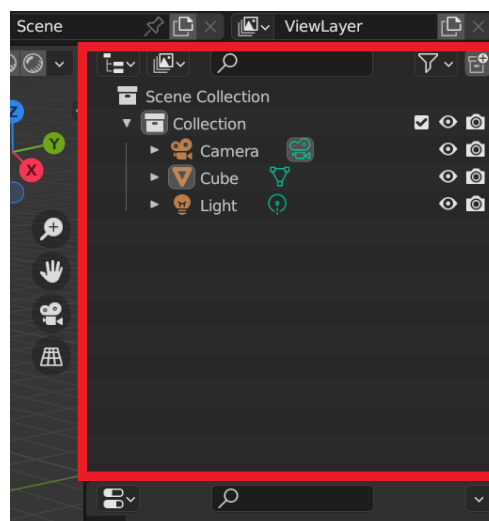 Scene ViewLayer
Scene Collection
Collection
Z
Y
Camera
X
Cube
Light